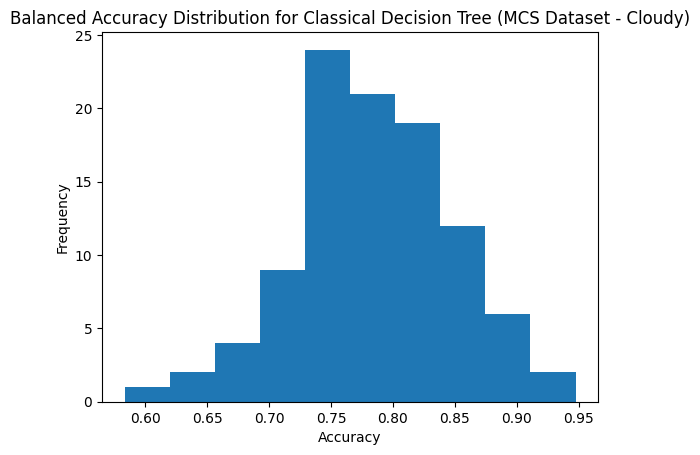 Balanced Accuracy Distribution for Classical Decision Tree (MCS Dataset - Cloudy)
25
20
15
10
5
0
Frequency
0.60 0.65 0.70 0.75 0.80 0.85 0.90 0.95
Accuracy